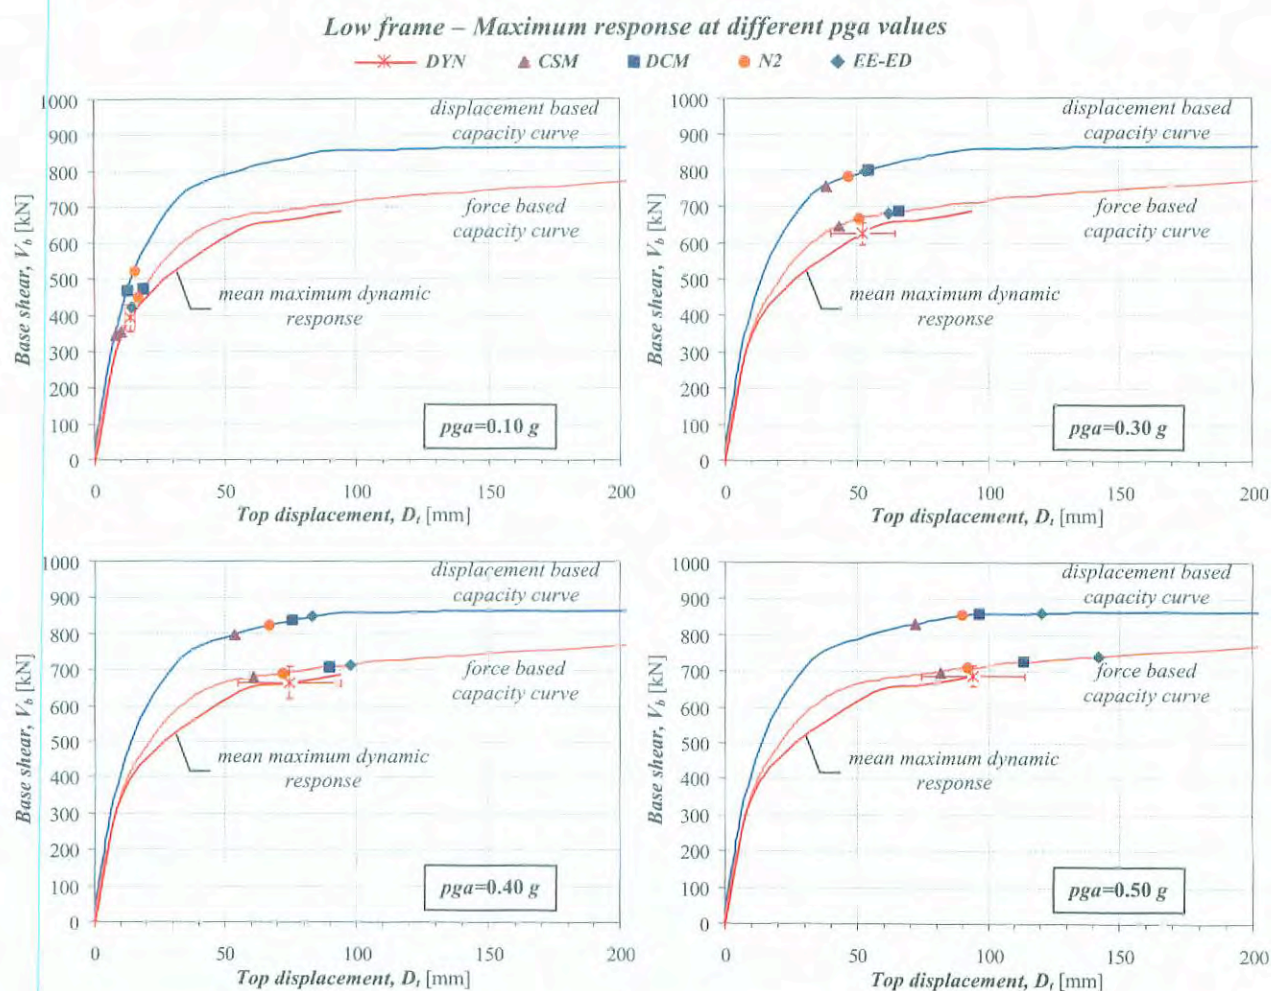 Low frame – Maximum response at different pga values
DYN CSM DCM N2 EE-ED
1000
900
800
700
600
500
400
300
200
100
0
Base shear, V_b [kN]
displacement based
capacity curve
force based
capacity curve
mean maximum dynamic
response
pga=0.10 g
0 50 100 150 200
Top displacement, D_t [mm]
1000
900
800
700
600
500
400
300
200
100
0
Base shear, V_b [kN]
displacement based
capacity curve
force based
capacity curve
mean maximum dynamic
response
pga=0.30 g
0 50 100 150 200
Top displacement, D_t [mm]
1000
900
800
700
600
500
400
300
200
100
0
Base shear, V_b [kN]
displacement based
capacity curve
force based
capacity curve
mean maximum dynamic
response
pga=0.40 g
0 50 100 150 200
Top displacement, D_t [mm]
1000
900
800
700
600
500
400
300
200
100
0
Base shear, V_b [kN]
displacement based
capacity curve
force based
capacity curve
mean maximum dynamic
response
pga=0.50 g
0 50 100 150 200
Top displacement, D_t [mm]